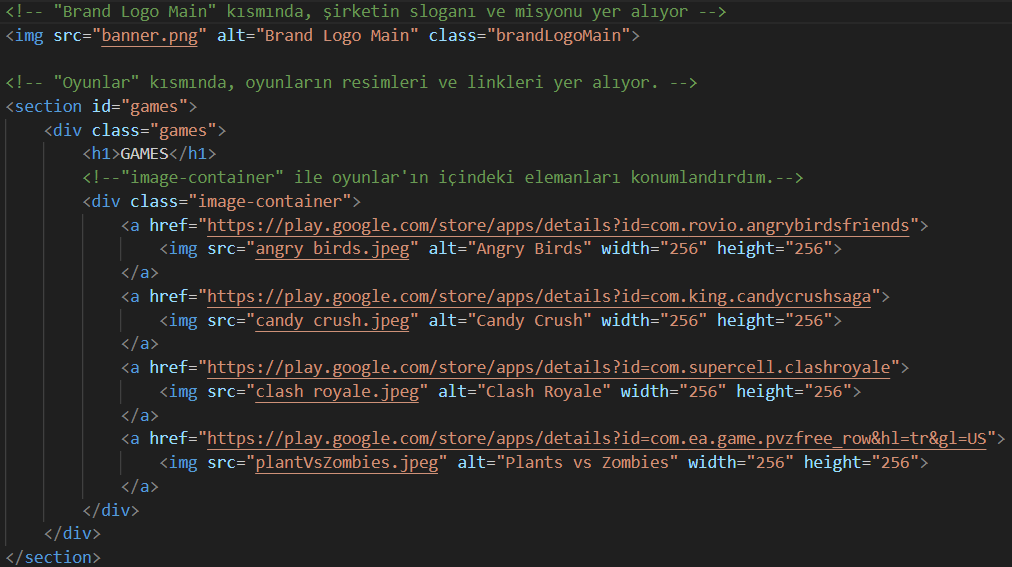 <!-- "Brand Logo Main" kısmında, şirketin sloganı ve misyonu yer alıyor -->
<img src="banner.png" alt="Brand Logo Main" class="brandLogoMain">
<!-- "Oyunlar" kısmında, oyunların resimleri ve linkleri yer alıyor. -->
<section id="games">
<div class="games">
<h1>GAMES</h1>
<!--"image-container" ile oyunlar'ın içindeki elemanları konumlandırdım.-->
<div class="image-container">
<a href="https://play.google.com/store/apps/details?id=com.rovio.angrybirdsfriends">
<img src="angry birds.jpeg" alt="Angry Birds" width="256" height="256">
</a>
<a href="https://play.google.com/store/apps/details?id=com.king.candycrushsaga">
<img src="candy crush.jpeg" alt="Candy Crush" width="256" height="256">
</a>
<a href="https://play.google.com/store/apps/details?id=com.supercell.clashroyale">
<img src="clash royale.jpeg" alt="Clash Royale" width="256" height="256">
</a>
<a href="https://play.google.com/store/apps/details?id=com.ea.game.pvzfree_row&hl=tr&gl=US">
<img src="plantVsZombies.jpeg" alt="Plants vs Zombies" width="256" height="256">
</a>
</div>
</div>
</section>